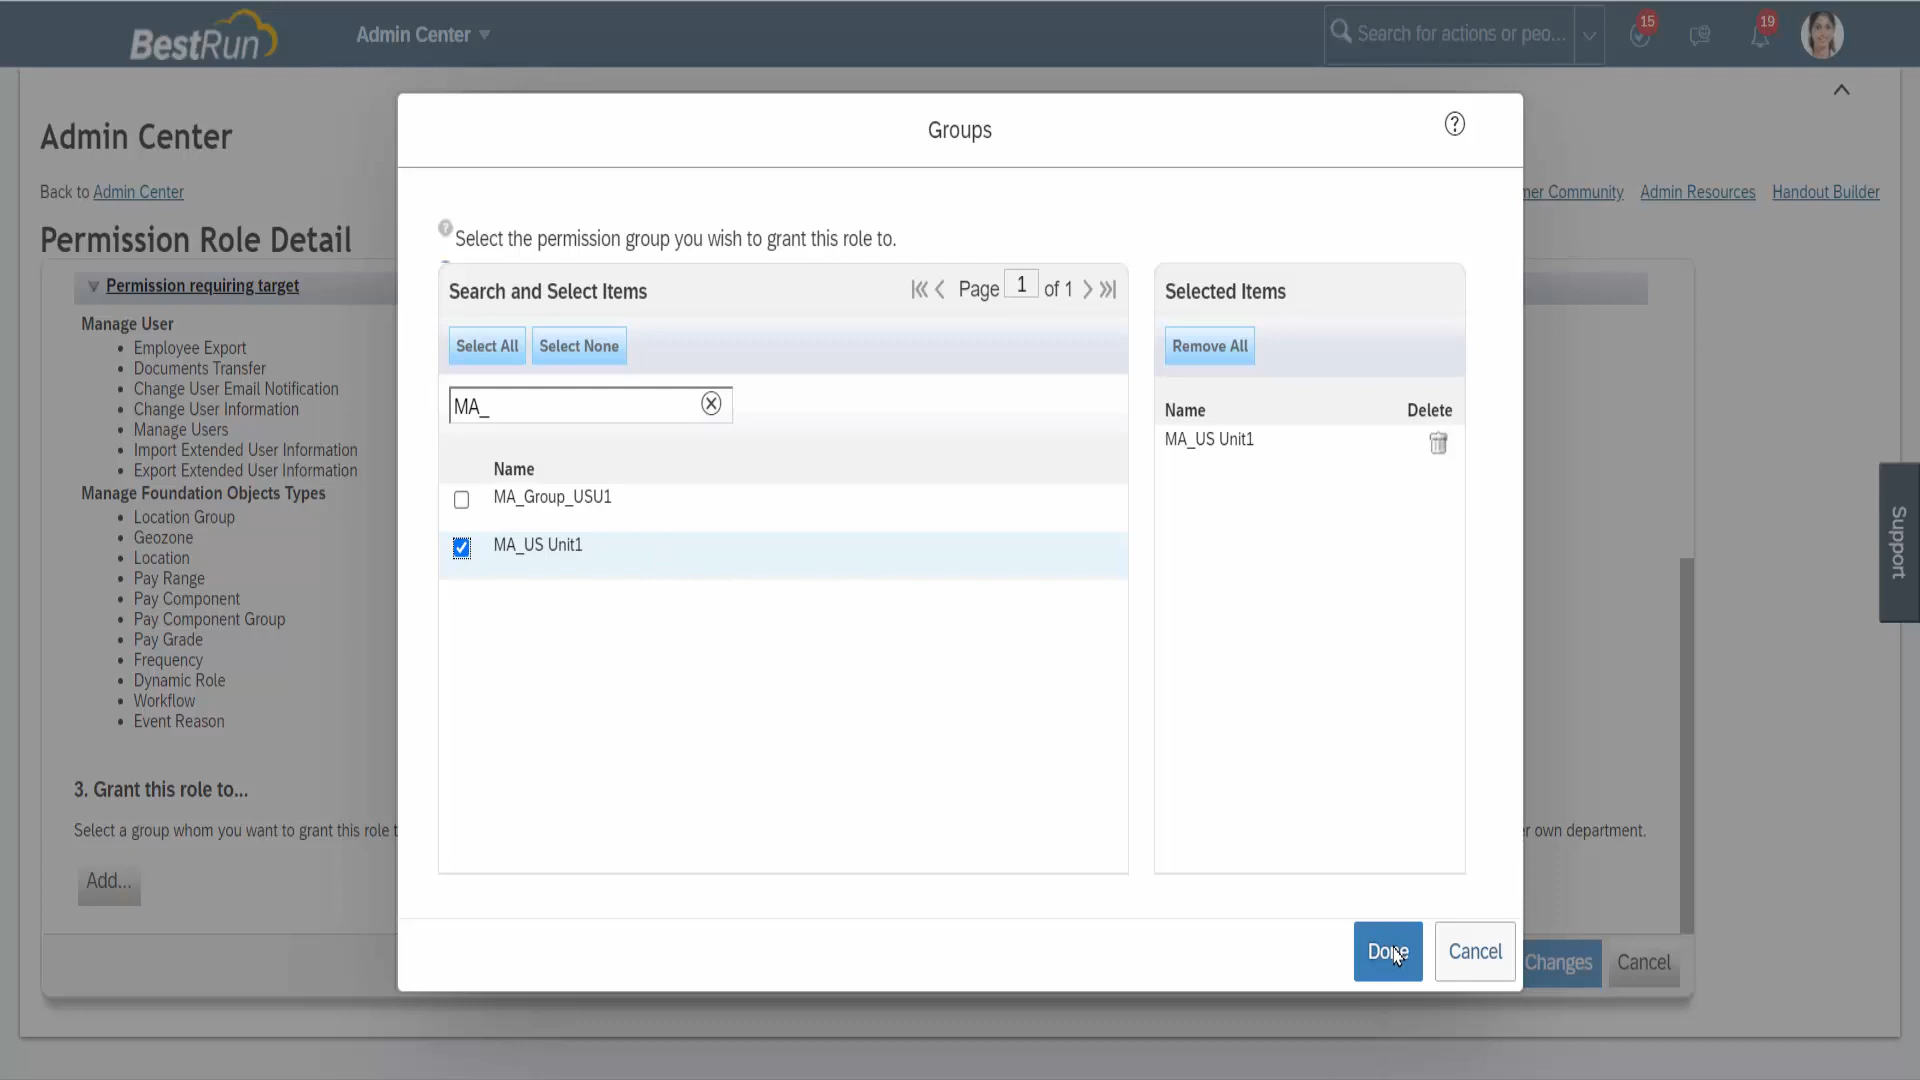 BestRun
Admin Center
Search for actions or peo...
15
19
Admin Center
Back to Admin Center
mer Community
Admin Resources
Handout Builder
Permission Role Detail
Permission requiring target
Manage User
Employee Export
Documents Transfer
Change User Email Notification
Change User Information
Manage Users
Import Extended User Information
Export Extended User Information
Manage Foundation Objects Types
Location Group
Geozone
Location
Pay Range
Pay Component
Pay Component Group
Pay Grade
Frequency
Dynamic Role
Workflow
Event Reason
3. Grant this role to...
Select a group whom you want to grant this role t
r own department.
Add...
Changes
Cancel
Groups
?
Select the permission group you wish to grant this role to.
Search and Select Items
Page 1 of 1
Select All
Select None
MA_
Name
MA_Group_USU1
MA_US Unit1
Selected Items
Remove All
Name Delete
MA_US Unit1
Done
Cancel
Support